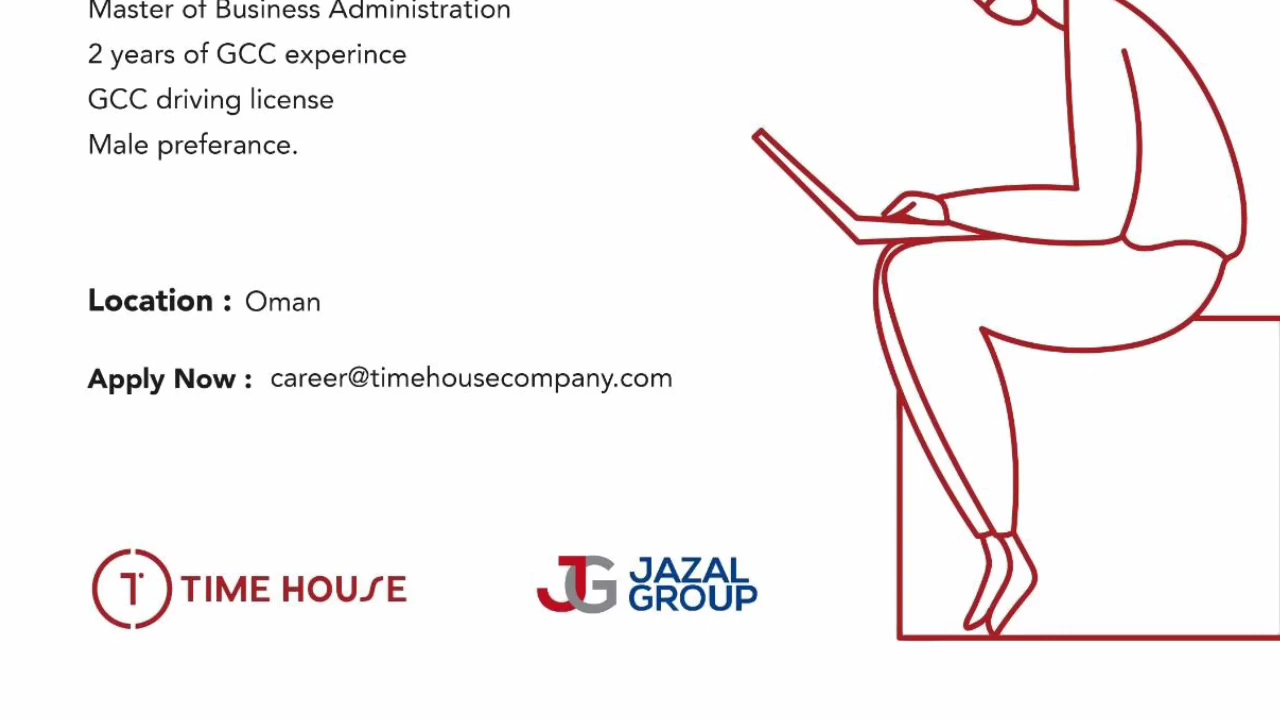 Master of Business Administration
2 years of GCC experince
GCC driving license
Male preferance.
Location : Oman
Apply Now : career@timehousecompany.com
T TIME HOUSE
JG JAZAL
GROUP